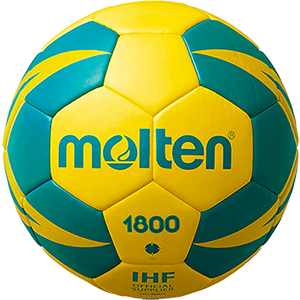 molten®
1800
IHF
OFFICIAL
SUPPLIER